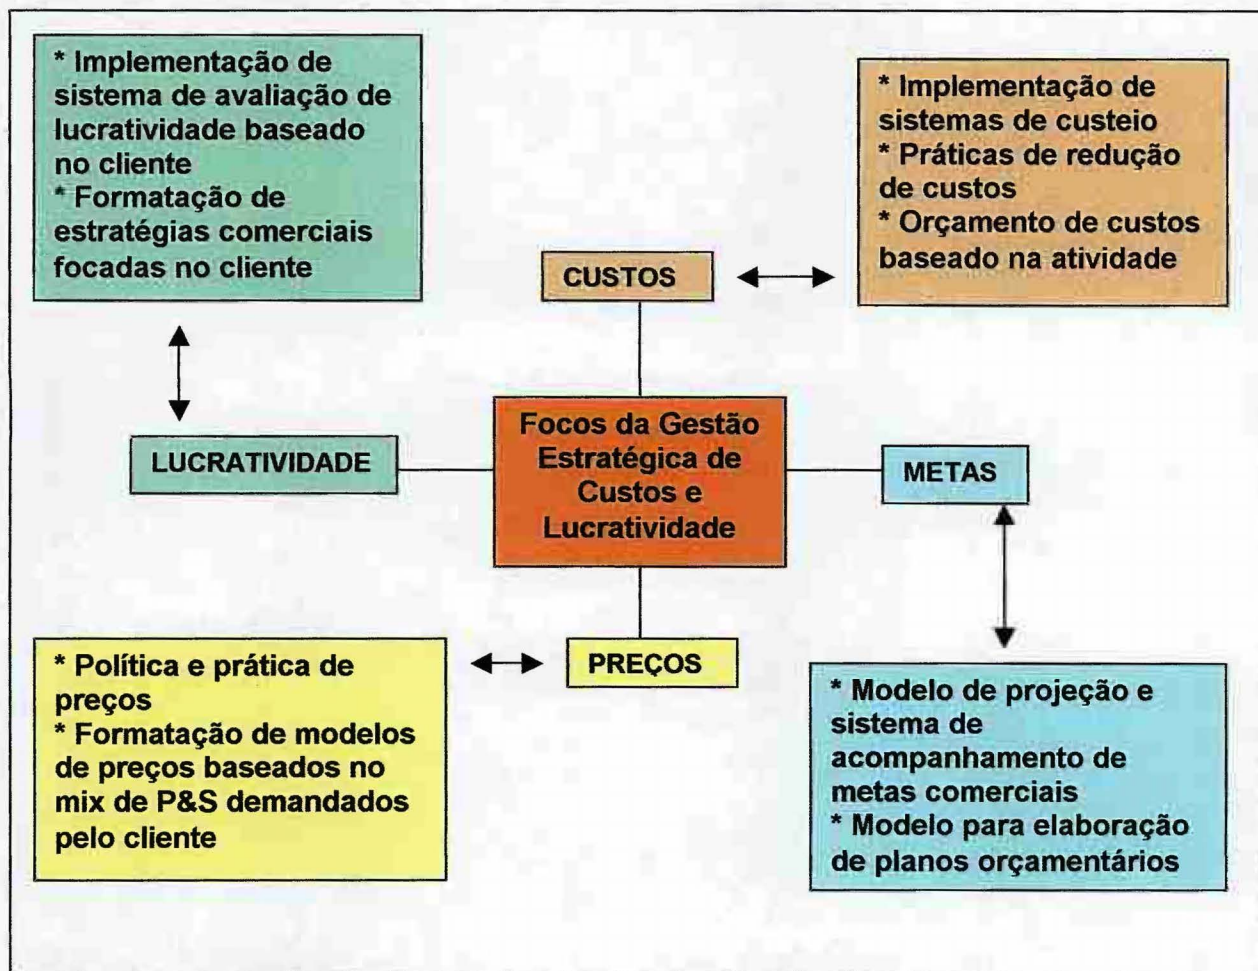 * Implementação de
sistema de avaliação de
lucratividade baseado
no cliente
* Formatação de
estratégias comerciais
focadas no cliente
* Implementação de
sistemas de custeio
* Práticas de redução
de custos
* Orçamento de custos
baseado na atividade
CUSTOS
LUCRATIVIDADE
Focos da Gestão
Estratégica de
Custos e
Lucratividade
METAS
PREÇOS
* Política e prática de
preços
* Formatação de modelos
de preços baseados no
mix de P&S demandados
pelo cliente
* Modelo de projeção e
sistema de
acompanhamento de
metas comerciais
* Modelo para elaboração
de planos orçamentários